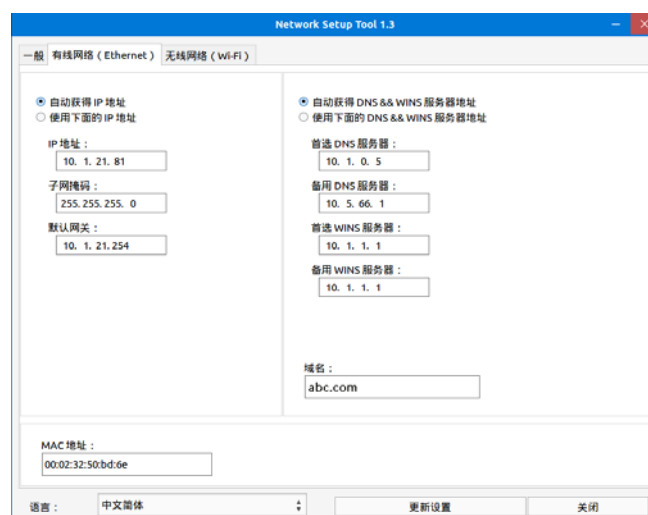 Network Setup Tool 1.3
一般 有线网络 ( Ethernet ) 无线网络 ( Wi-Fi )
自动获得 IP 地址
使用下面的 IP 地址
IP 地址：
10. 1. 21. 81
子网掩码：
255. 255. 255. 0
默认网关：
10. 1. 21. 254
自动获得 DNS && WINS 服务器地址
使用下面的 DNS && WINS 服务器地址
首选 DNS 服务器：
10. 1. 0. 5
备用 DNS 服务器：
10. 5. 66. 1
首选 WINS 服务器：
10. 1. 1. 1
备用 WINS 服务器：
10. 1. 1. 1
域名：
abc.com
MAC 地址：
00:02:32:50:bd:6e
语言： 中文简体 更新设置 关闭